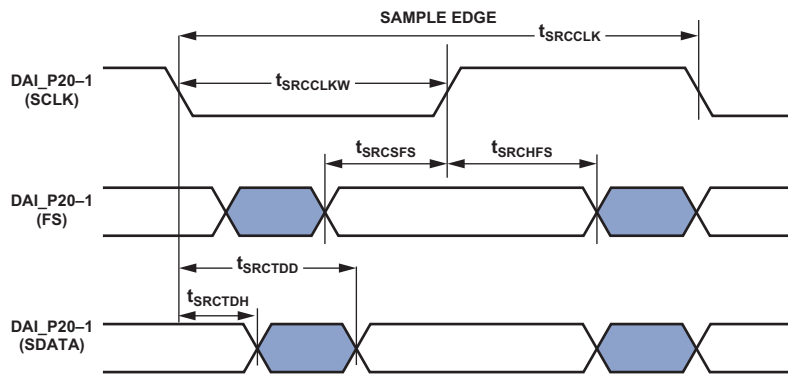 SAMPLE EDGE
tSRCCLK
DAI_P20–1
(SCLK)
tSRCCLKW
tSRCSFS
tSRCHFS
DAI_P20–1
(FS)
tSRCTDD
tSRCTDH
DAI_P20–1
(SDATA)